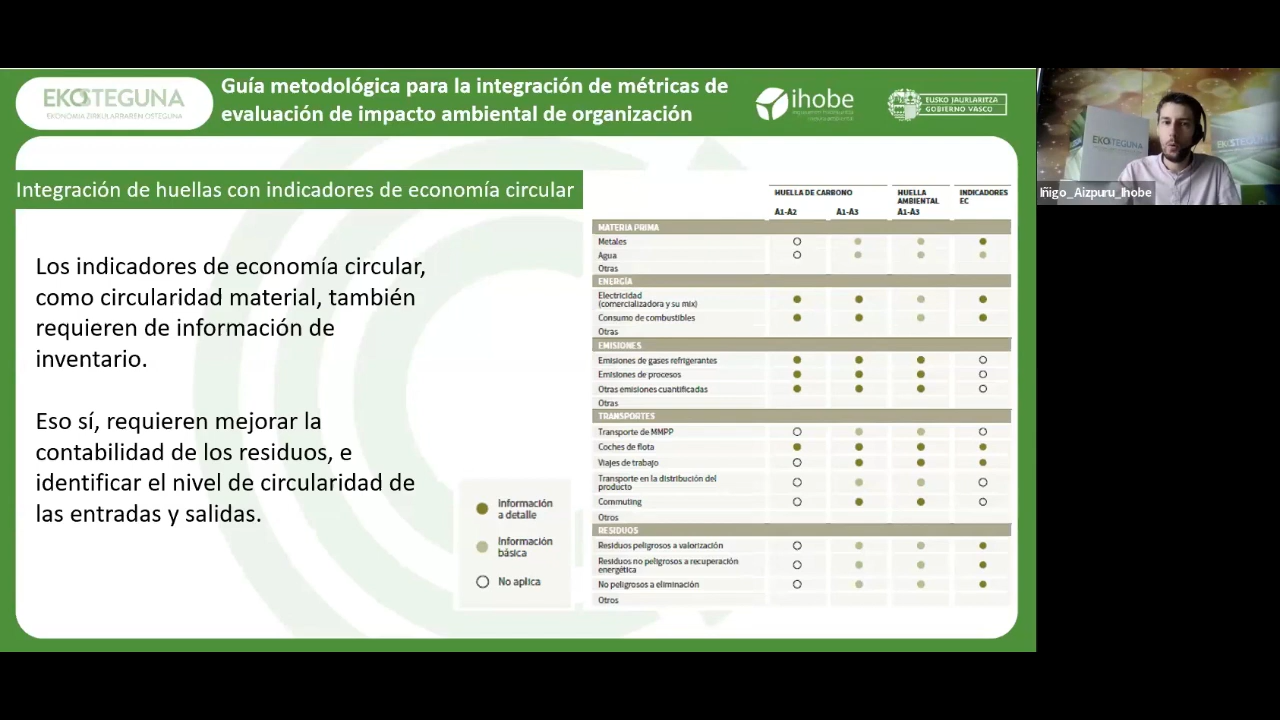 EKOSTEGUNA
EKONOMIA ZIRKULARRAREN OSTEGUNA
Guía metodológica para la integración de métricas de
evaluación de impacto ambiental de organización
ihobe
EUSKO JAURLARITZA
GOBIERNO VASCO
EKOSTEGUNA
Iñigo_Aizpuru_Ihobe
Integración de huellas con indicadores de economía circular
Los indicadores de economía circular,
como circularidad material, también
requieren de información de
inventario.
Eso sí, requieren mejorar la
contabilidad de los residuos, e
identificar el nivel de circularidad de
las entradas y salidas.
Información
a detalle
Información
básica
No aplica
HUELLA DE CARBONO
HUELLA
AMBIENTAL
INDICADORES
EC
A1-A2 A1-A3 A1-A3
MATERIA PRIMA
Metales
Agua
Otras
ENERGÍA
Electricidad
(comercializadora y su mix)
Consumo de combustibles
Otras
EMISIONES
Emisiones de gases refrigerantes
Emisiones de procesos
Otras emisiones cuantificadas
Otras
TRANSPORTES
Transporte de MMPP
Coches de flota
Viajes de trabajo
Transporte en la distribución del
producto
Commuting
Otros
RESIDUOS
Residuos peligrosos a valorización
Residuos no peligrosos a recuperación
energética
No peligrosos a eliminación
Otros